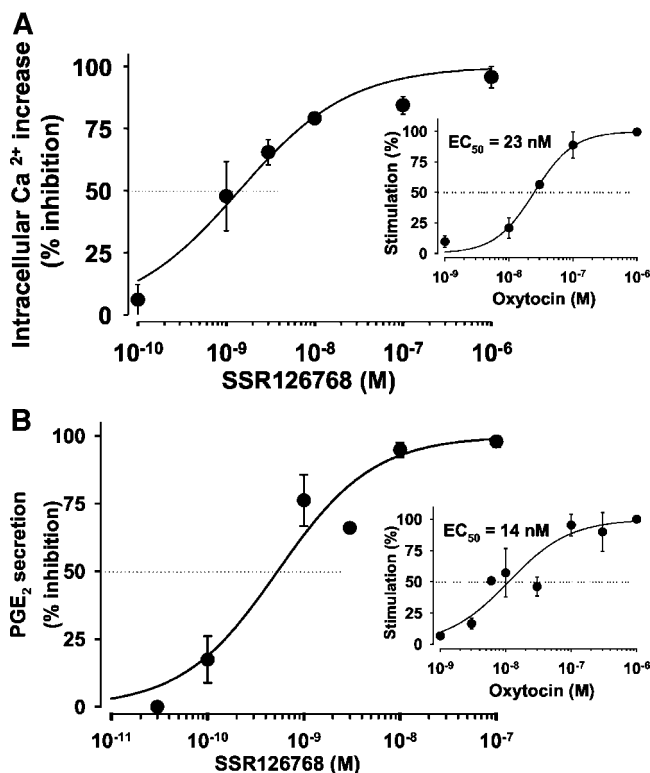 A
Intracellular Ca 2+ increase
(% inhibition)
100
75
50
25
0
10-10
10-9
10-8
10-7
10-6
SSR126768 (M)
Stimulation (%)
100
75
50
25
0
EC50 = 23 nM
10-9
10-8
10-7
10-6
Oxytocin (M)
B
PGE2 secretion
(% inhibition)
100
75
50
25
0
10-11
10-10
10-9
10-8
10-7
SSR126768 (M)
Stimulation (%)
100
75
50
25
0
EC50 = 14 nM
10-9
10-8
10-7
10-6
Oxytocin (M)